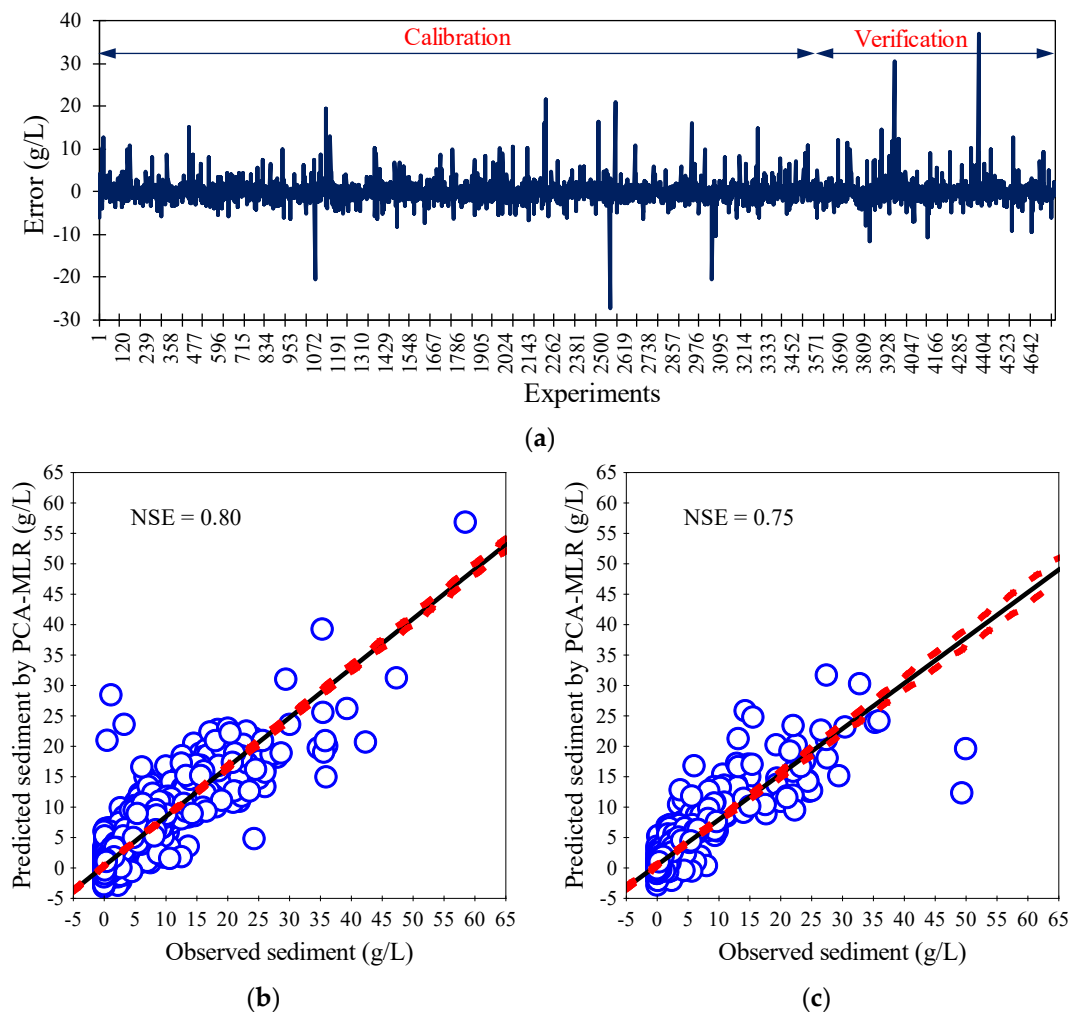 40
30
20
10
0
-10
-20
-30
Error (g/L)
Calibration
Verification
1 120 239 358 477 596 715 834 953 1072 1191 1310 1429 1548 1667 1786 1905 2024 2143 2262 2381 2500 2619 2738 2857 2976 3095 3214 3333 3452 3571 3690 3809 3928 4047 4166 4285 4404 4523 4642
Experiments
(a)
Predicted sediment by PCA-MLR (g/L)
65
60
55
50
45
40
35
30
25
20
15
10
5
0
-5
NSE = 0.80
-5 0 5 10 15 20 25 30 35 40 45 50 55 60 65
Observed sediment (g/L)
(b)
Predicted sediment by PCA-MLR (g/L)
65
60
55
50
45
40
35
30
25
20
15
10
5
0
-5
NSE = 0.75
-5 0 5 10 15 20 25 30 35 40 45 50 55 60 65
Observed sediment (g/L)
(c)